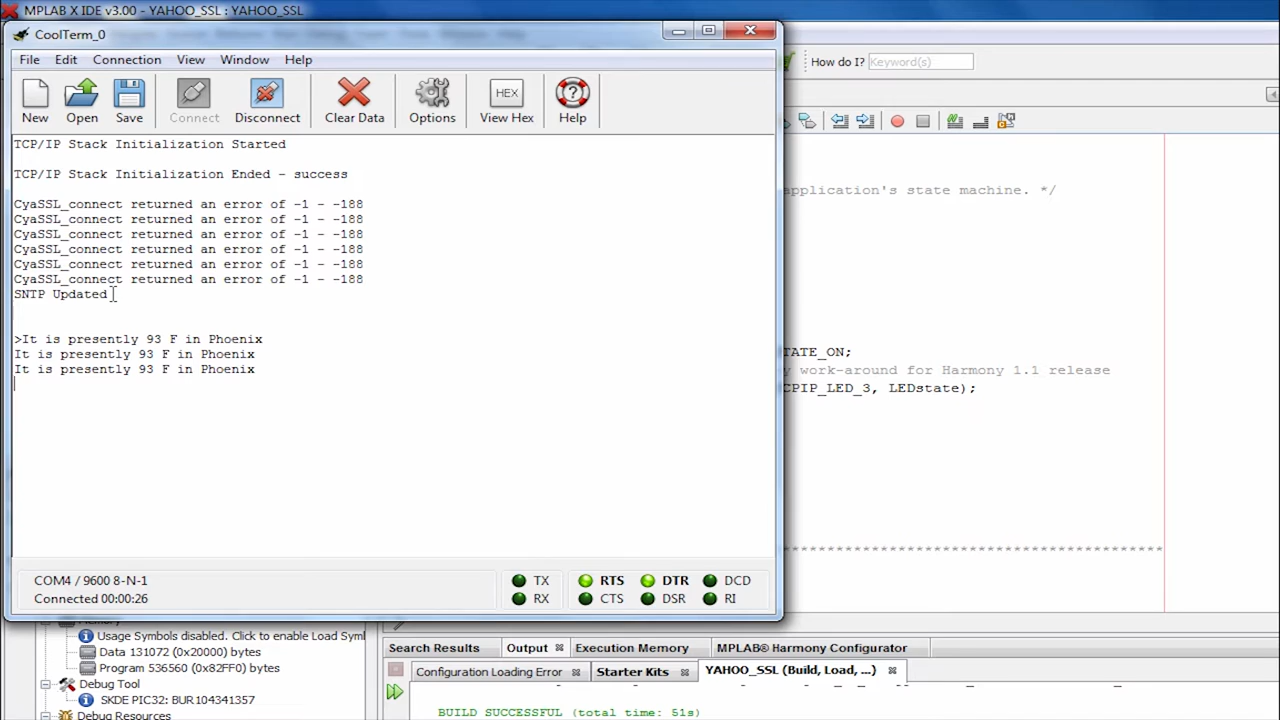 MPLAB X IDE v3.00 - YAHOO_SSL : YAHOO_SSL
CoolTerm_0
File Edit Connection View Window Help
How do I? Keyword(s)
New Open Save Connect Disconnect Clear Data Options HEX View Hex Help
TCP/IP Stack Initialization Started
TCP/IP Stack Initialization Ended - success
application's state machine. */
CyaSSL_connect returned an error of -1 - -188
CyaSSL_connect returned an error of -1 - -188
CyaSSL_connect returned an error of -1 - -188
CyaSSL_connect returned an error of -1 - -188
CyaSSL_connect returned an error of -1 - -188
CyaSSL_connect returned an error of -1 - -188
SNTP Updated
>It is presently 93 F in Phoenix
It is presently 93 F in Phoenix
It is presently 93 F in Phoenix
TATE_ON;
y work-around for Harmony 1.1 release
CPIP_LED_3, LEDstate);
*****************************************
COM4 / 9600 8-N-1
Connected 00:00:26
TX RTS DTR DCD
RX CTS DSR RI
Usage Symbols disabled. Click to enable Load Symb
Data 131072 (0x20000) bytes
Program 536560 (0x82FF0) bytes
Debug Tool
SKDE PIC32: BUR104341357
Debug Resources
Search Results Output Execution Memory MPLAB® Harmony Configurator
Configuration Loading Error Starter Kits YAHOO_SSL (Build, Load, ...)
BUILD SUCCESSFUL (total time: 51s)